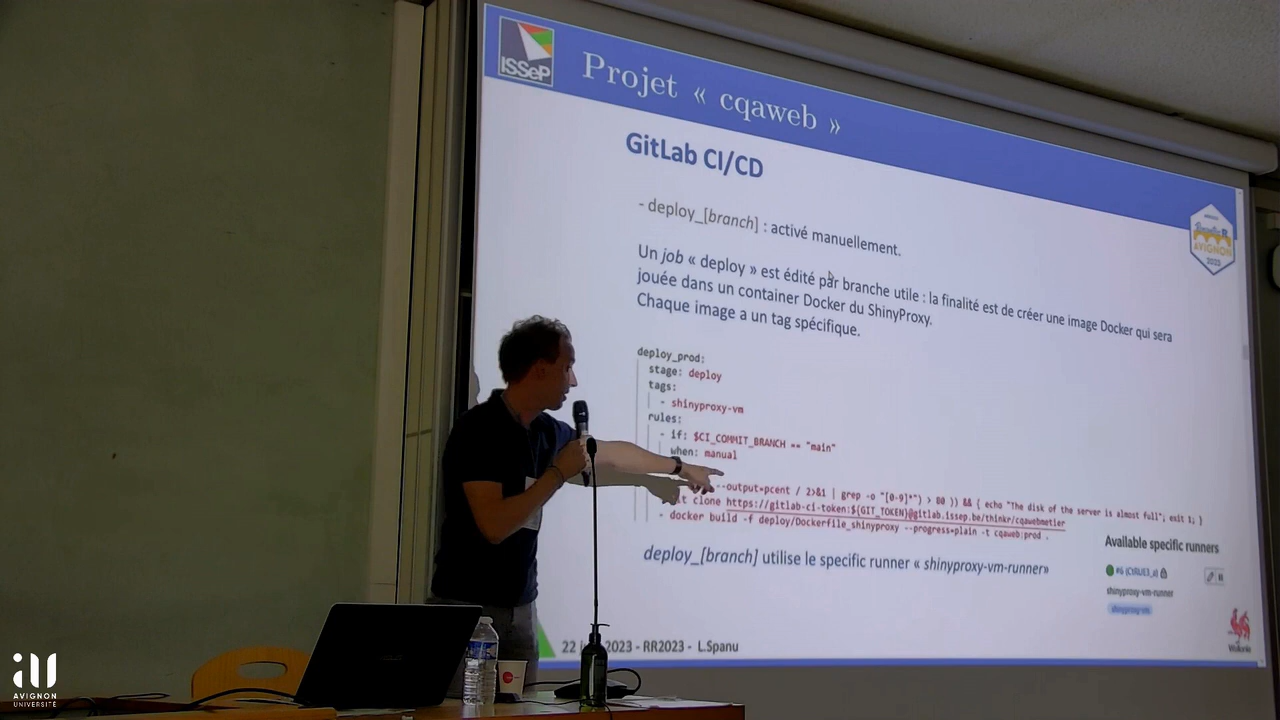 ISSeP
Projet « cqaweb »
GitLab CI/CD
AVIGNON
2023
- deploy_[branch] : activé manuellement.
Un job « deploy » est édité par branche utile : la finalité est de créer une image Docker qui sera
jouée dans un container Docker du ShinyProxy.
Chaque image a un tag spécifique.
deploy_prod:
stage: deploy
tags:
- shinyproxy-vm
rules:
- if: $CI_COMMIT_BRANCH == "main"
when: manual
--output=pcent / 2>&1 | grep -o "[0-9]*") > 80 )) && { echo "The disk of the server is almost full"; exit 1; }
clone https://gitlab-ci-token:${GIT_TOKEN}@gitlab.issep.be/thinkr/cqawebmetier
- docker build -f deploy/Dockerfile_shinyproxy --progress=plain -t cqaweb:prod .
deploy_[branch] utilise le specific runner « shinyproxy-vm-runner»
Available specific runners
shinyproxy-vm-runner
shinyproxy-vm
22 2023 - RR2023 - L.Spanu
Wallonie
AVIGNON
UNIVERSITÉ